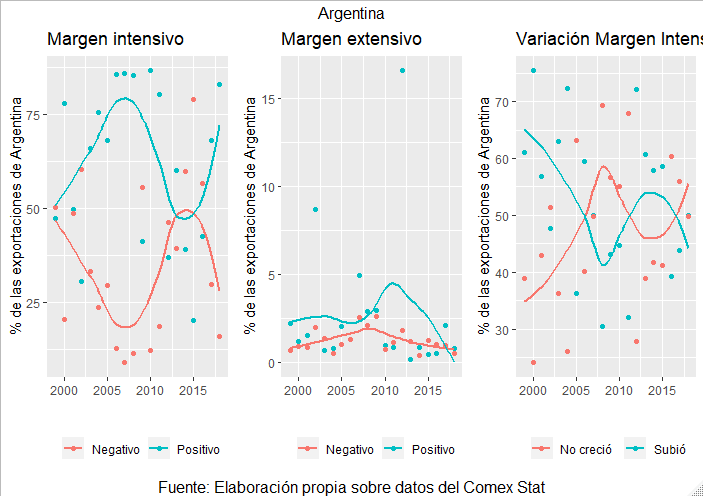 Argentina
Margen intensivo
% de las exportaciones de Argentina
75
50
25
2000 2005 2010 2015
Negativo Positivo
Margen extensivo
% de las exportaciones de Argentina
15
10
5
0
2000 2005 2010 2015
Negativo Positivo
Variación Margen Intens
% de las exportaciones de Argentina
70
60
50
40
30
2000 2005 2010 2015
No creció Subió
Fuente: Elaboración propia sobre datos del Comex Stat